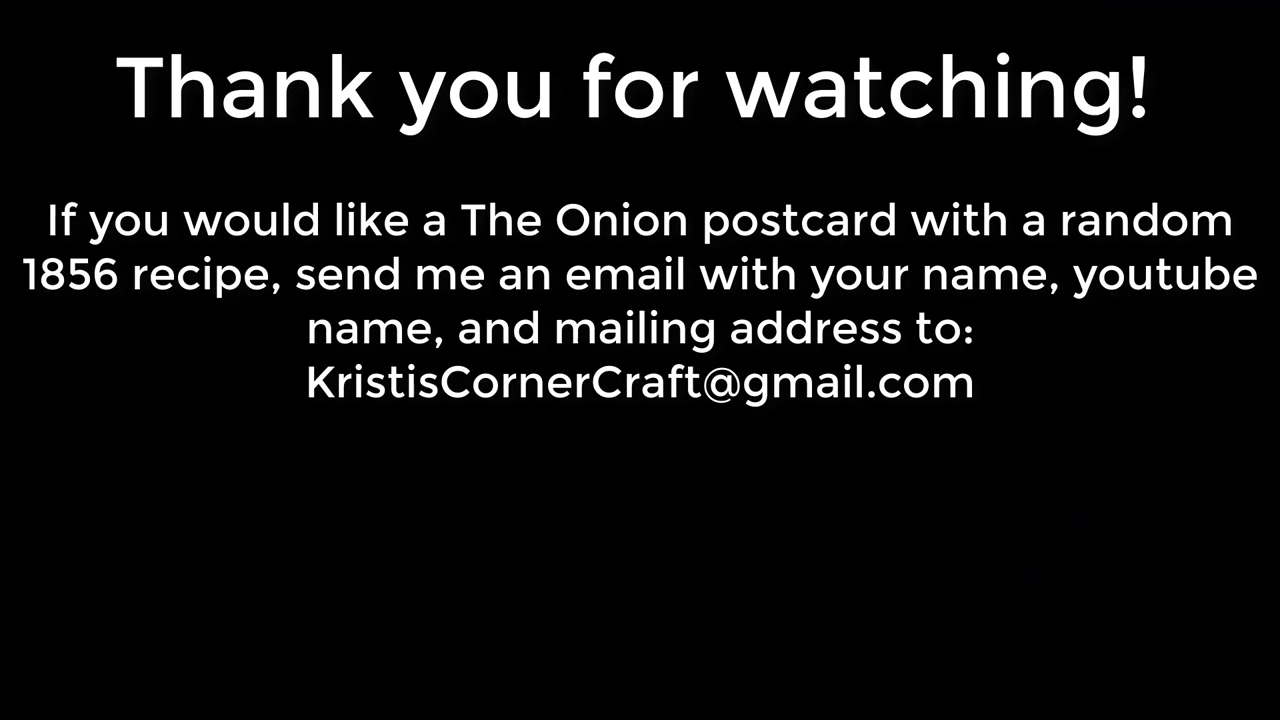 Thank you for watching!
If you would like a The Onion postcard with a random
1856 recipe, send me an email with your name, youtube
name, and mailing address to:
KristisCornerCraft@gmail.com